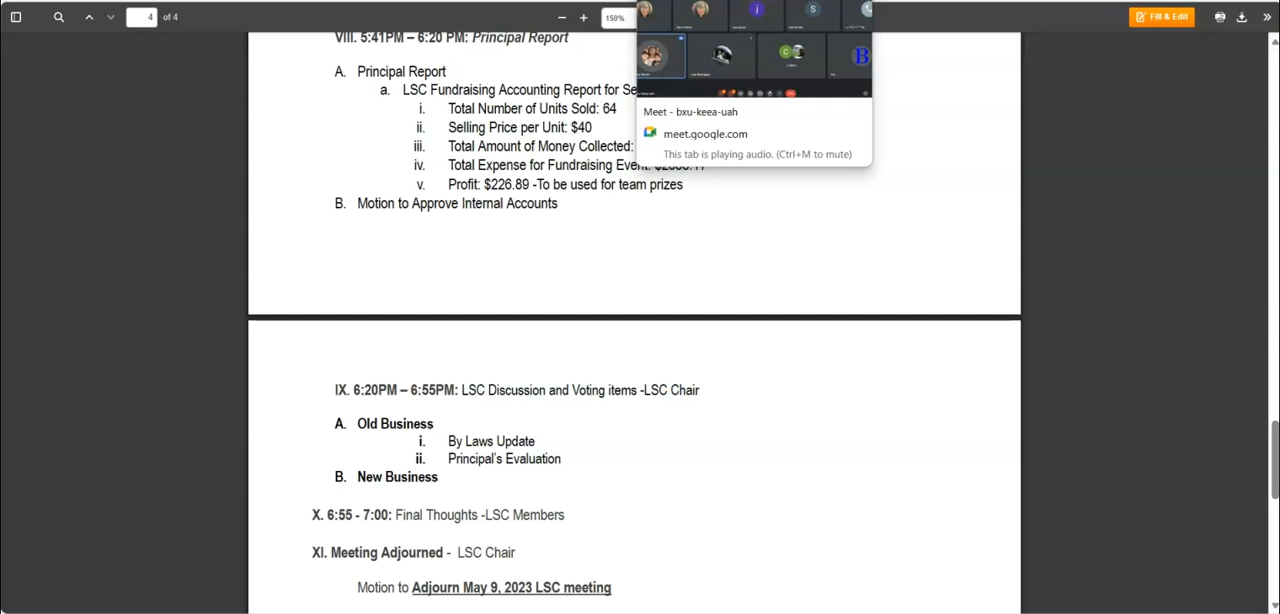 4 of 4
150%
Fill & Edit
VIII. 5:41PM – 6:20 PM: Principal Report
A. Principal Report
a. LSC Fundraising Accounting Report for Se
i. Total Number of Units Sold: 64
ii. Selling Price per Unit: $40
iii. Total Amount of Money Collected:
iv. Total Expense for Fundraising Event:
v. Profit: $226.89 -To be used for team prizes
B. Motion to Approve Internal Accounts
j
S
C
B
Meet - bxu-keea-uah
meet.google.com
This tab is playing audio. (Ctrl+M to mute)
IX. 6:20PM – 6:55PM: LSC Discussion and Voting items -LSC Chair
A. Old Business
i. By Laws Update
ii. Principal's Evaluation
B. New Business
X. 6:55 - 7:00: Final Thoughts -LSC Members
XI. Meeting Adjourned - LSC Chair
Motion to Adjourn May 9, 2023 LSC meeting